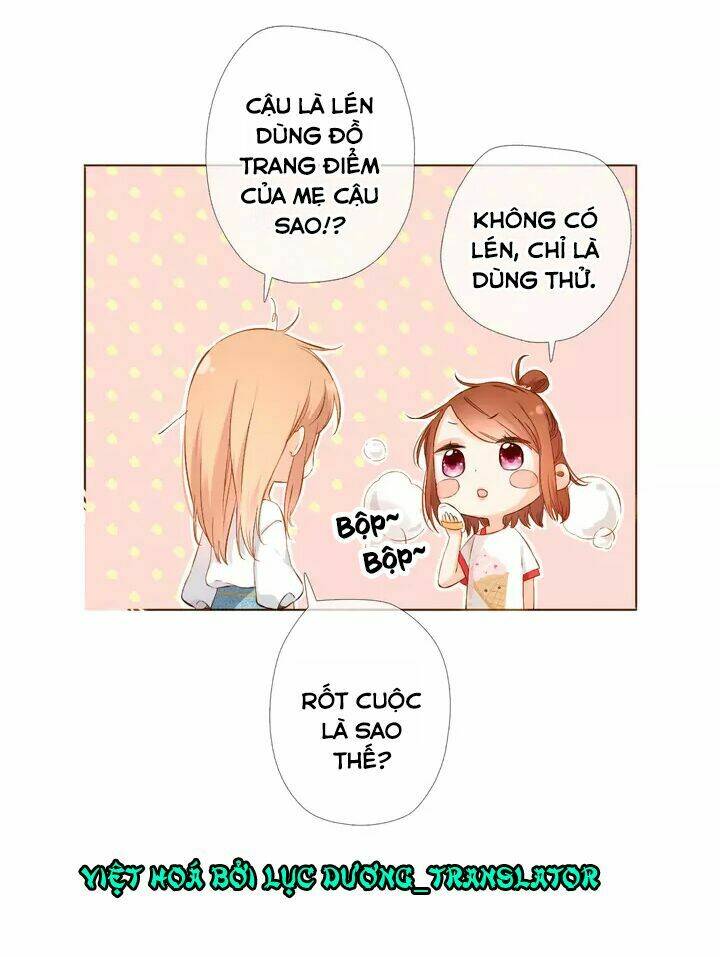 CẬU LÀ LÉN
DÙNG ĐỒ
TRANG ĐIỂM
CỦA MẸ CẬU
SAO!?
KHÔNG CÓ
LÉN, CHỈ LÀ
DÙNG THỬ.
BỘP~
BỘP~
RỐT CUỘC
LÀ SAO
THẾ?
VIỆT HOÁ BỞI LỤC DƯƠNG_TRANSLATOR